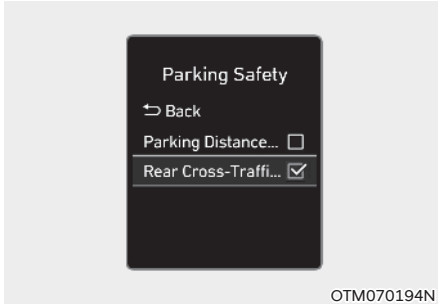 Parking Safety
Back
Parking Distance...
Rear Cross-Traffi...
OTM070194N